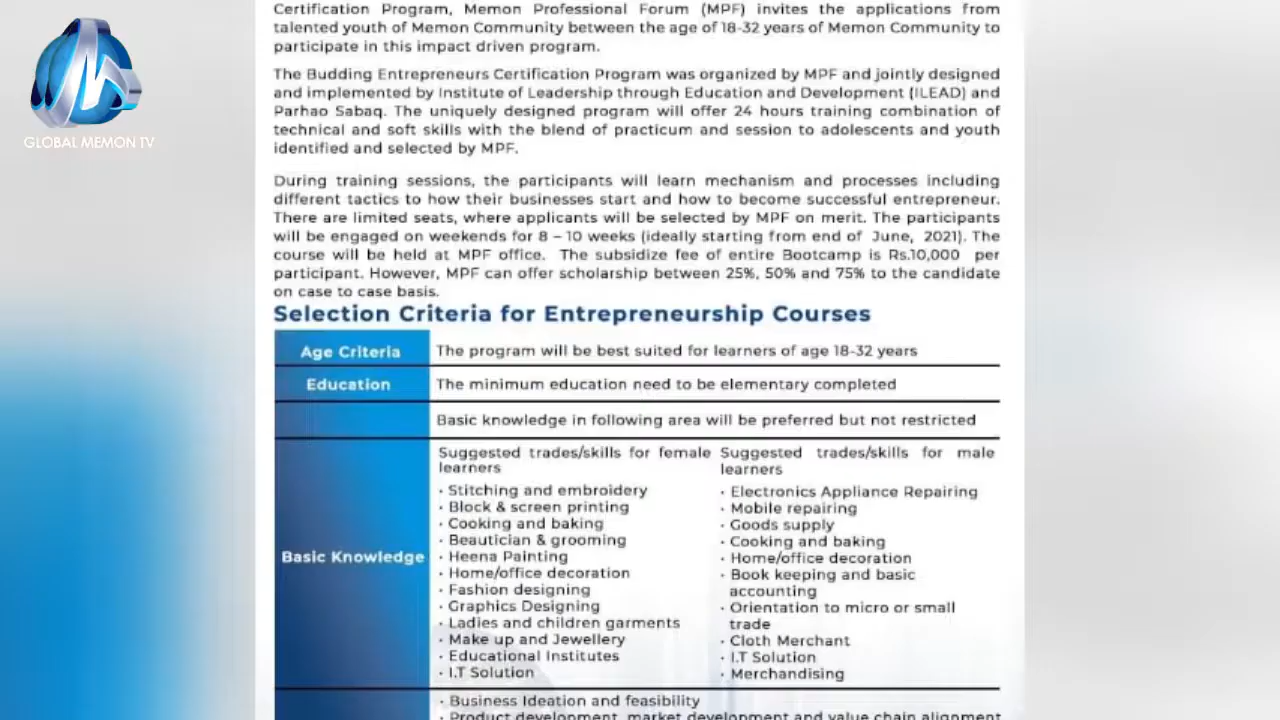 GLOBAL MEMON TV
Certification Program, Memon Professional Forum (MPF) invites the applications from
talented youth of Memon Community between the age of 18-32 years of Memon Community to
participate in this impact driven program.
The Budding Entrepreneurs Certification Program was organized by MPF and jointly designed
and implemented by Institute of Leadership through Education and Development (ILEAD) and
Parhao Sabaq. The uniquely designed program will offer 24 hours training combination of
technical and soft skills with the blend of practicum and session to adolescents and youth
identified and selected by MPF.
During training sessions, the participants will learn mechanism and processes including
different tactics to how their businesses start and how to become successful entrepreneur.
There are limited seats, where applicants will be selected by MPF on merit. The participants
will be engaged on weekends for 8 – 10 weeks (ideally starting from end of June, 2021). The
course will be held at MPF office. The subsidize fee of entire Bootcamp is Rs.10,000 per
participant. However, MPF can offer scholarship between 25%, 50% and 75% to the candidate
on case to case basis.
Selection Criteria for Entrepreneurship Courses
Age Criteria The program will be best suited for learners of age 18-32 years
Education The minimum education need to be elementary completed
Basic knowledge in following area will be preferred but not restricted
Basic Knowledge
Suggested trades/skills for female
learners
• Stitching and embroidery
• Block & screen printing
• Cooking and baking
• Beautician & grooming
• Heena Painting
• Home/office decoration
• Fashion designing
• Graphics Designing
• Ladies and children garments
• Make up and Jewellery
• Educational Institutes
• I.T Solution
Suggested trades/skills for male
learners
• Electronics Appliance Repairing
• Mobile repairing
• Goods supply
• Cooking and baking
• Home/office decoration
• Book keeping and basic
accounting
• Orientation to micro or small
trade
• Cloth Merchant
• I.T Solution
• Merchandising
• Business Ideation and feasibility
• Product development, market development and value chain alignment